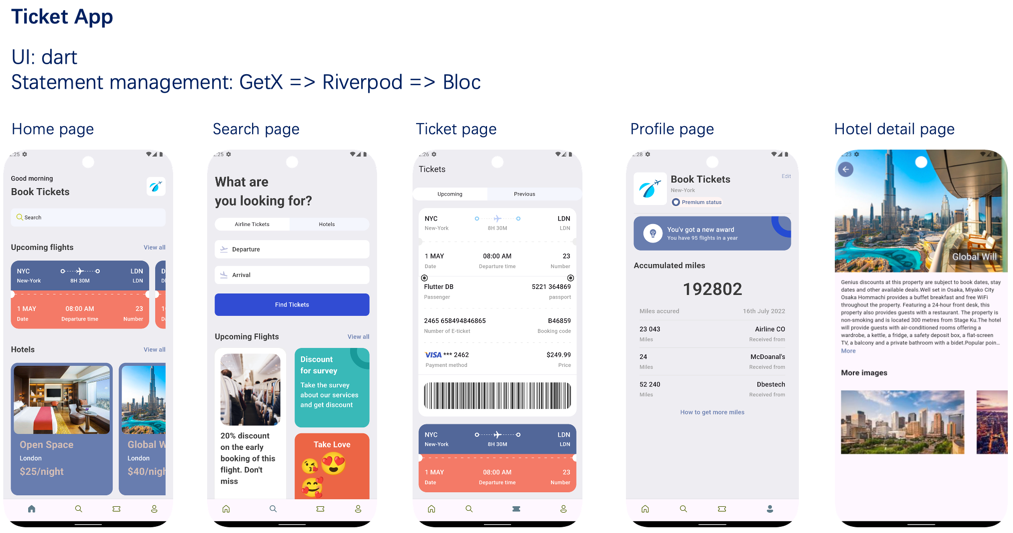 Ticket App
UI: dart
Statement management: GetX => Riverpod => Bloc
Home page
Good morning
Book Tickets
Search
Upcoming flights
View all
NYC
LDN
New-York
8H 30M
LDN
1 MAY
08:00 AM
23
Date
Departure time
Number
Hotels
View all
Open Space
London
$25/night
Global W
London
$40/nigh
Search page
What are
you looking for?
Airline Tickets
Hotels
Departure
Arrival
Find Tickets
Upcoming Flights
View all
20% discount
on the early
booking of this
flight. Don't
miss
Discount
for survey
Take the survey
about our services
and get discount
Take Love
Ticket page
Tickets
Upcoming
Previous
NYC
LDN
New-York
8H 30M
LDN
1 MAY
08:00 AM
23
Date
Departure time
Number
Flutter DB
5221 364869
Passenger
passport
2465 658494846865
B46859
Number of E-ticket
Booking code
VISA *** 2462
$249.99
Payment method
Price
NYC
LDN
New-York
8H 30M
LDN
1 MAY
08:00 AM
23
Date
Departure time
Number
Profile page
Book Tickets
Edit
New-York
Premium status
You'v got a new award
You have 95 flights in a year
Accumulated miles
192802
Miles accured
16th July 2022
23 043
Airline CO
Miles
Received from
24
McDoanal's
Miles
Received from
52 240
Dbestech
Miles
Received from
How to get more miles
Hotel detail page
Global Will
Genius discounts at this property are subject to book dates, stay
dates and other available deals.Well set in Osaka, Miyako City
Osaka Hommachi provides a buffet breakfast and free WiFi
throughout the property. Featuring a 24-hour front desk, this
property also provides guests with a restaurant. The property is
non-smoking and is located 300 metres from Stage Ku.The hotel
will provide guests with air-conditioned rooms offering a
wardrobe, a kettle, a fridge, a safety deposit box, a flat-screen
TV, a balcony and a private bathroom with a bidet.Popular poin...
More
More images